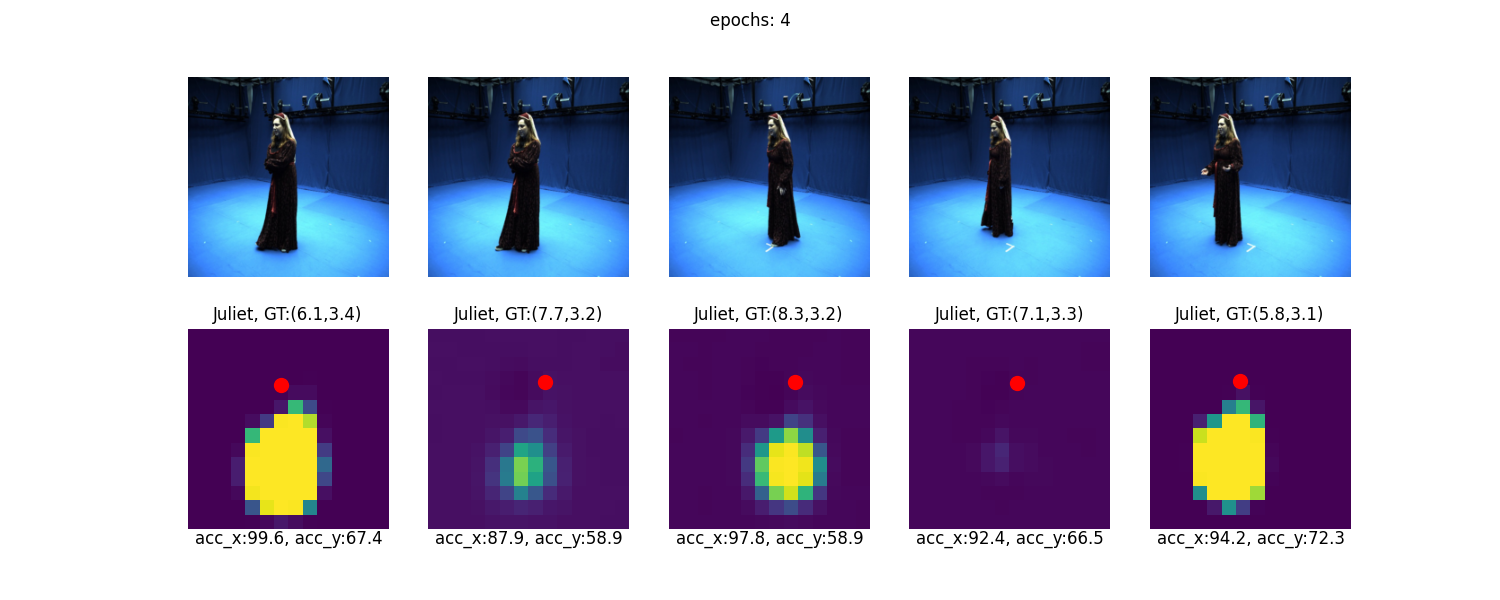 epochs: 4
Juliet, GT:(6.1,3.4)
Juliet, GT:(7.7,3.2)
Juliet, GT:(8.3,3.2)
Juliet, GT:(7.1,3.3)
Juliet, GT:(5.8,3.1)
acc_x:99.6, acc_y:67.4
acc_x:87.9, acc_y:58.9
acc_x:97.8, acc_y:58.9
acc_x:92.4, acc_y:66.5
acc_x:94.2, acc_y:72.3